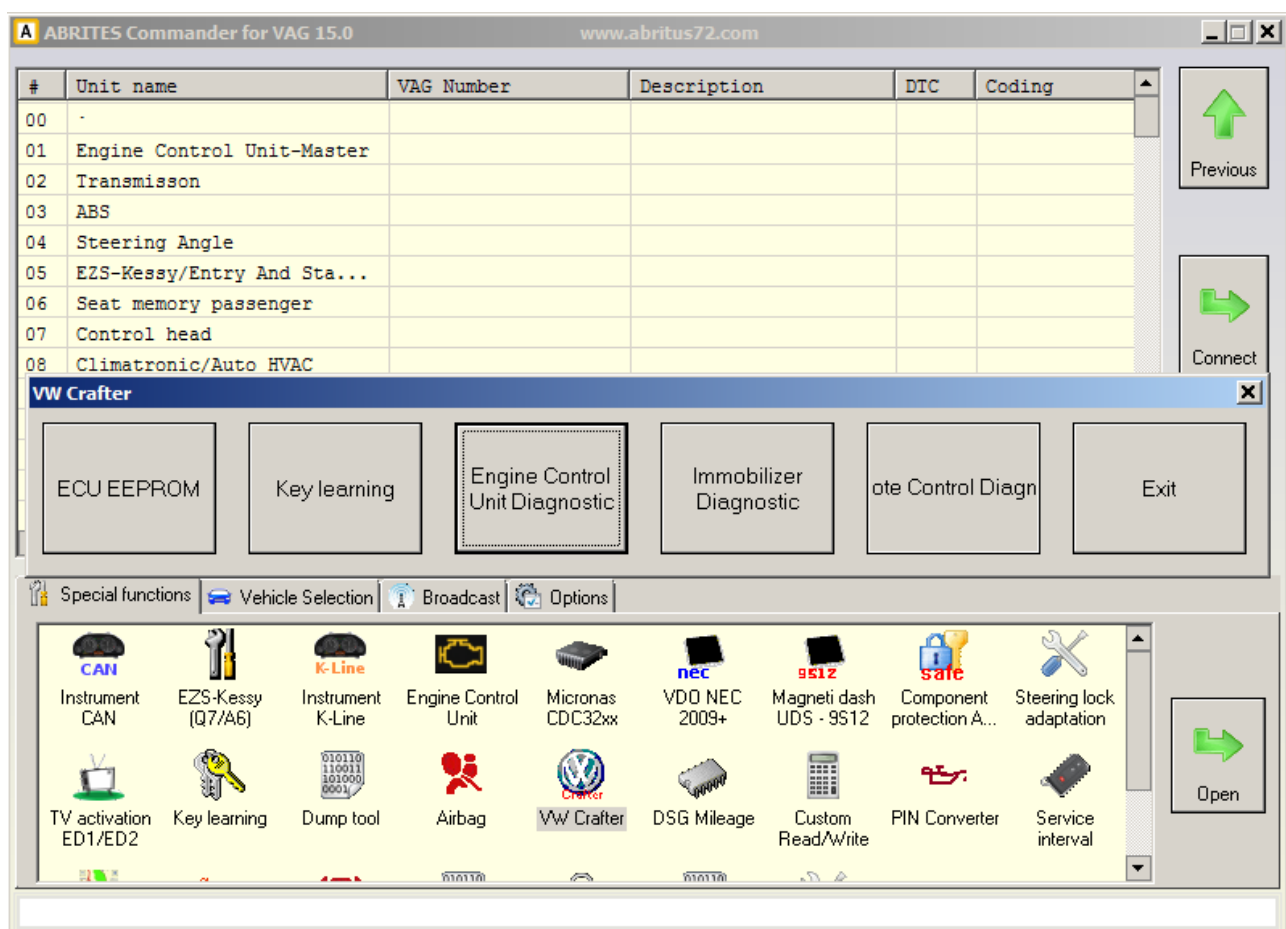 A ABRITES Commander for VAG 15.0 www.abritus72.com
# Unit name VAG Number Description DTC Coding
00 -
01 Engine Control Unit-Master
02 Transmisson
03 ABS
04 Steering Angle
05 EZS-Kessy/Entry And Sta...
06 Seat memory passenger
07 Control head
08 Climatronic/Auto HVAC
Previous
Connect
VW Crafter
ECU EEPROM
Key learning
Engine Control
Unit Diagnostic
Immobilizer
Diagnostic
ote Control Diagn
Exit
Special functions Vehicle Selection Broadcast Options
CAN
Instrument
CAN
EZS-Kessy
(Q7/A6)
K-Line
Instrument
K-Line
Engine Control
Unit
Micronas
CDC32xx
nec
VDO NEC
2009+
9S12
Magneti dash
UDS - 9S12
safe
Component
protection A...
Steering lock
adaptation
TV activation
ED1/ED2
Key learning
010110
110011
101000
0001
Dump tool
Airbag
Crafter
VW Crafter
DSG Mileage
Custom
Read/Write
PIN Converter
Service
interval
010110
010110
Open